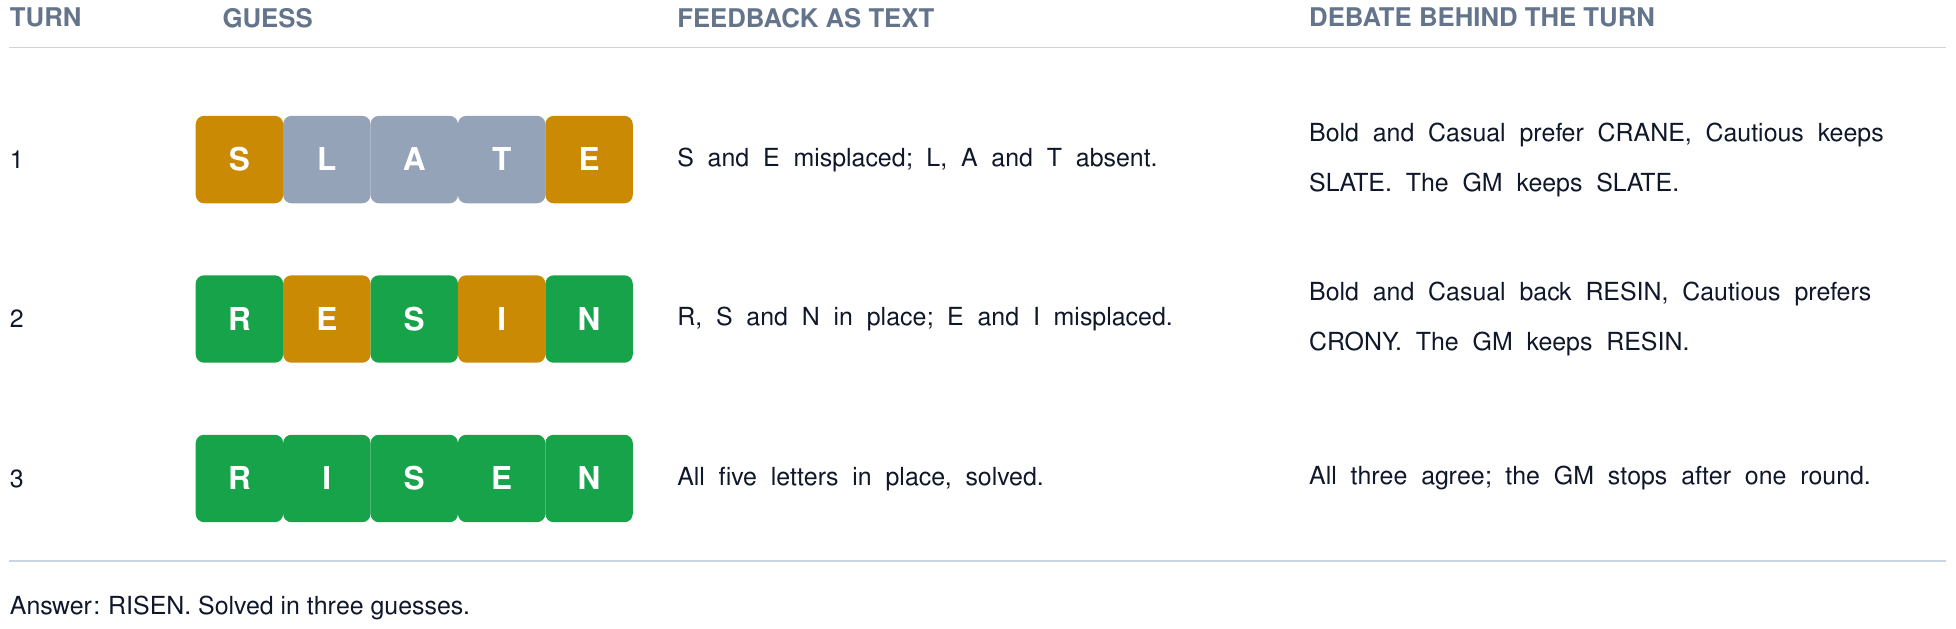 TURN GUESS FEEDBACK AS TEXT DEBATE BEHIND THE TURN
1 S L A T E S and E misplaced; L, A and T absent. Bold and Casual prefer CRANE, Cautious keeps
SLATE. The GM keeps SLATE.
2 R E S I N R, S and N in place; E and I misplaced. Bold and Casual back RESIN, Cautious prefers
CRONY. The GM keeps RESIN.
3 R I S E N All five letters in place, solved. All three agree; the GM stops after one round.
Answer: RISEN. Solved in three guesses.